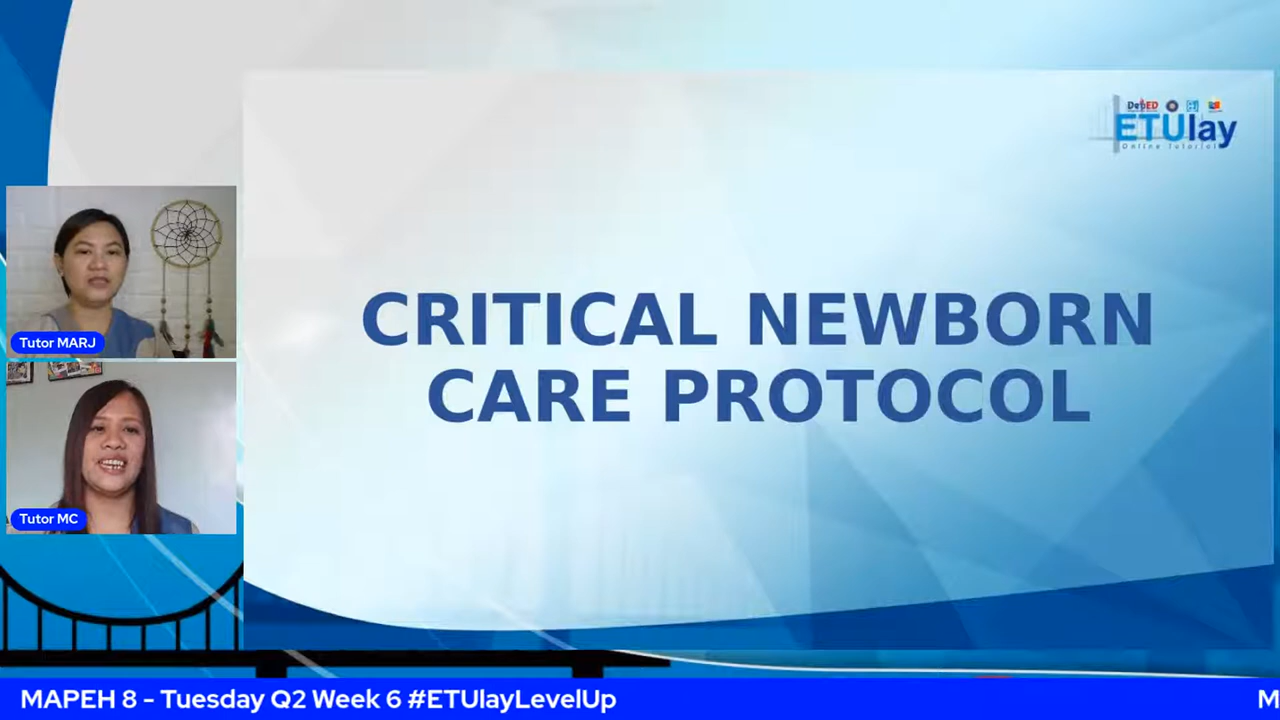 DepED
ETUlay
Online Tutorial
Tutor MARJ
CRITICAL NEWBORN
CARE PROTOCOL
Tutor MC
MAPEH 8 - Tuesday Q2 Week 6 #ETUlayLevelUp
M